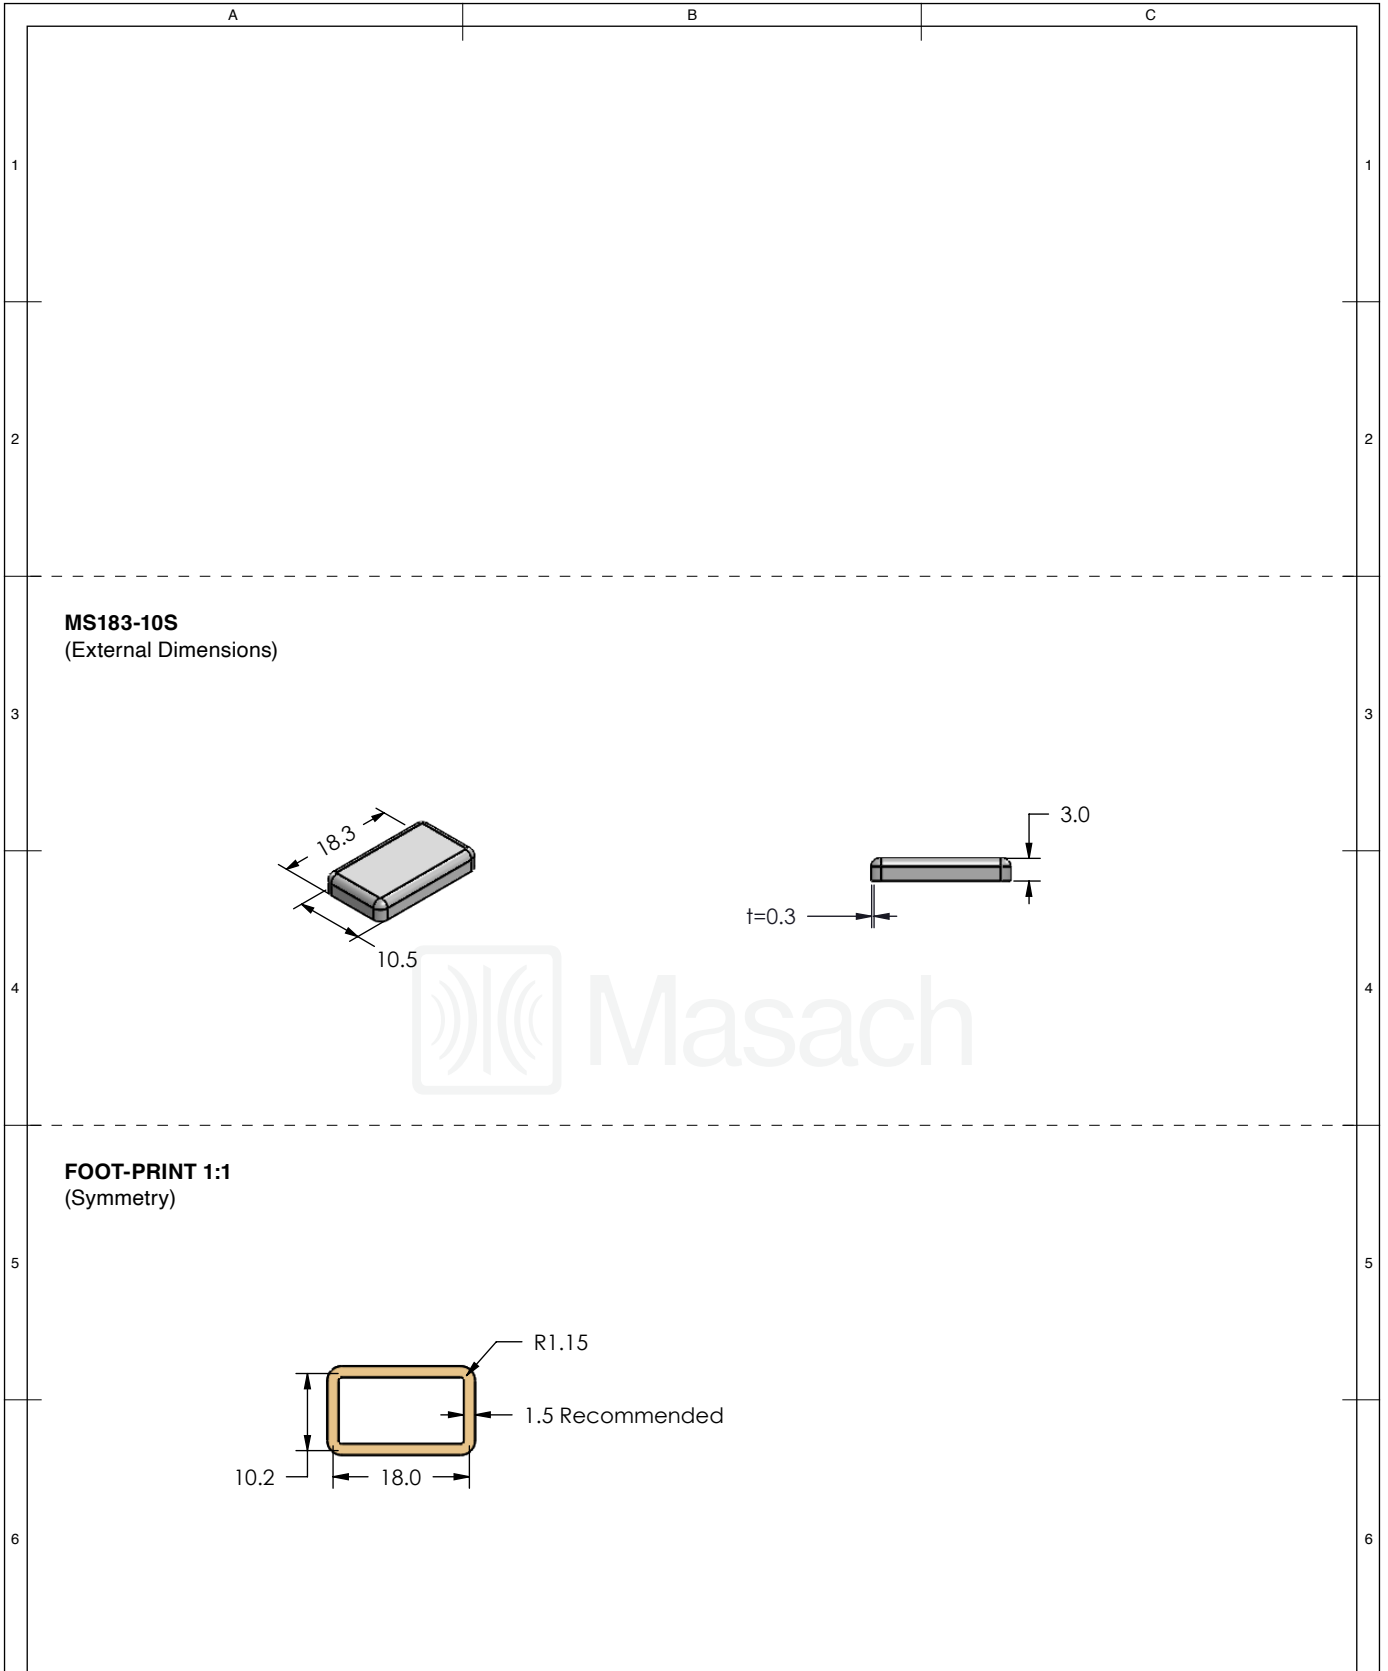 A B C
1 1
2 2
MS183-10S
(External Dimensions)
3 3
18.3
3.0
t=0.3
10.5
Masach
4 4
FOOT-PRINT 1:1
(Symmetry)
5 5
R1.15
1.5 Recommended
10.2 18.0
6 6